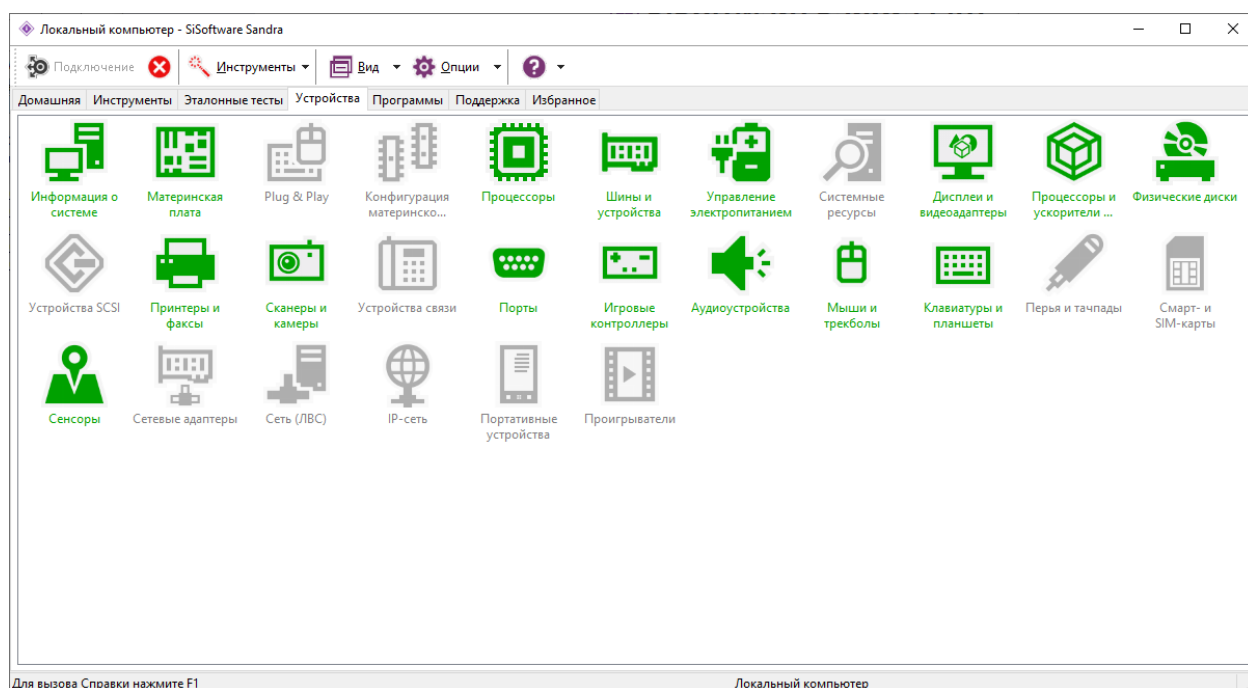 Локальный компьютер - SiSoftware Sandra
Подключение Инструменты Вид Опции
Домашняя Инструменты Эталонные тесты Устройства Программы Поддержка Избранное
Информация о системе
Материнская плата
Plug & Play
Конфигурация материнско...
Процессоры
Шины и устройства
Управление электропитанием
Системные ресурсы
Дисплеи и видеоадаптеры
Процессоры и ускорители ...
Физические диски
Устройства SCSI
Принтеры и факсы
Сканеры и камеры
Устройства связи
Порты
Игровые контроллеры
Аудиоустройства
Мыши и трекболы
Клавиатуры и планшеты
Перья и тачпады
Смарт- и SIM-карты
Сенсоры
Сетевые адаптеры
Сеть (ЛВС)
IP-сеть
Портативные устройства
Проигрыватели
Для вызова Справки нажмите F1
Локальный компьютер